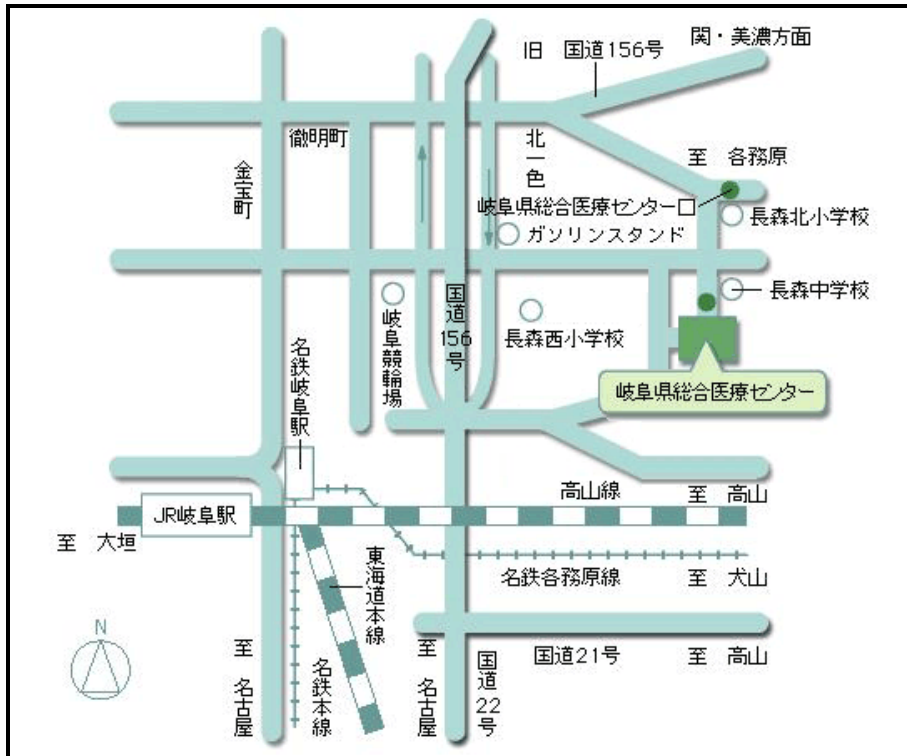 関・美濃方面
旧 国道156号
徹明町
金宝町
北一色
至 各務原
岐阜県総合医療センター口
長森北小学校
ガソリンスタンド
長森中学校
国道156号
岐阜競輪場
長森西小学校
名鉄岐阜駅
岐阜県総合医療センター
高山線
至 高山
JR岐阜駅
至 大垣
名鉄各務原線
至 犬山
東海道本線
N
至 名古屋
名鉄本線
至 名古屋
国道22号
国道21号
至 高山